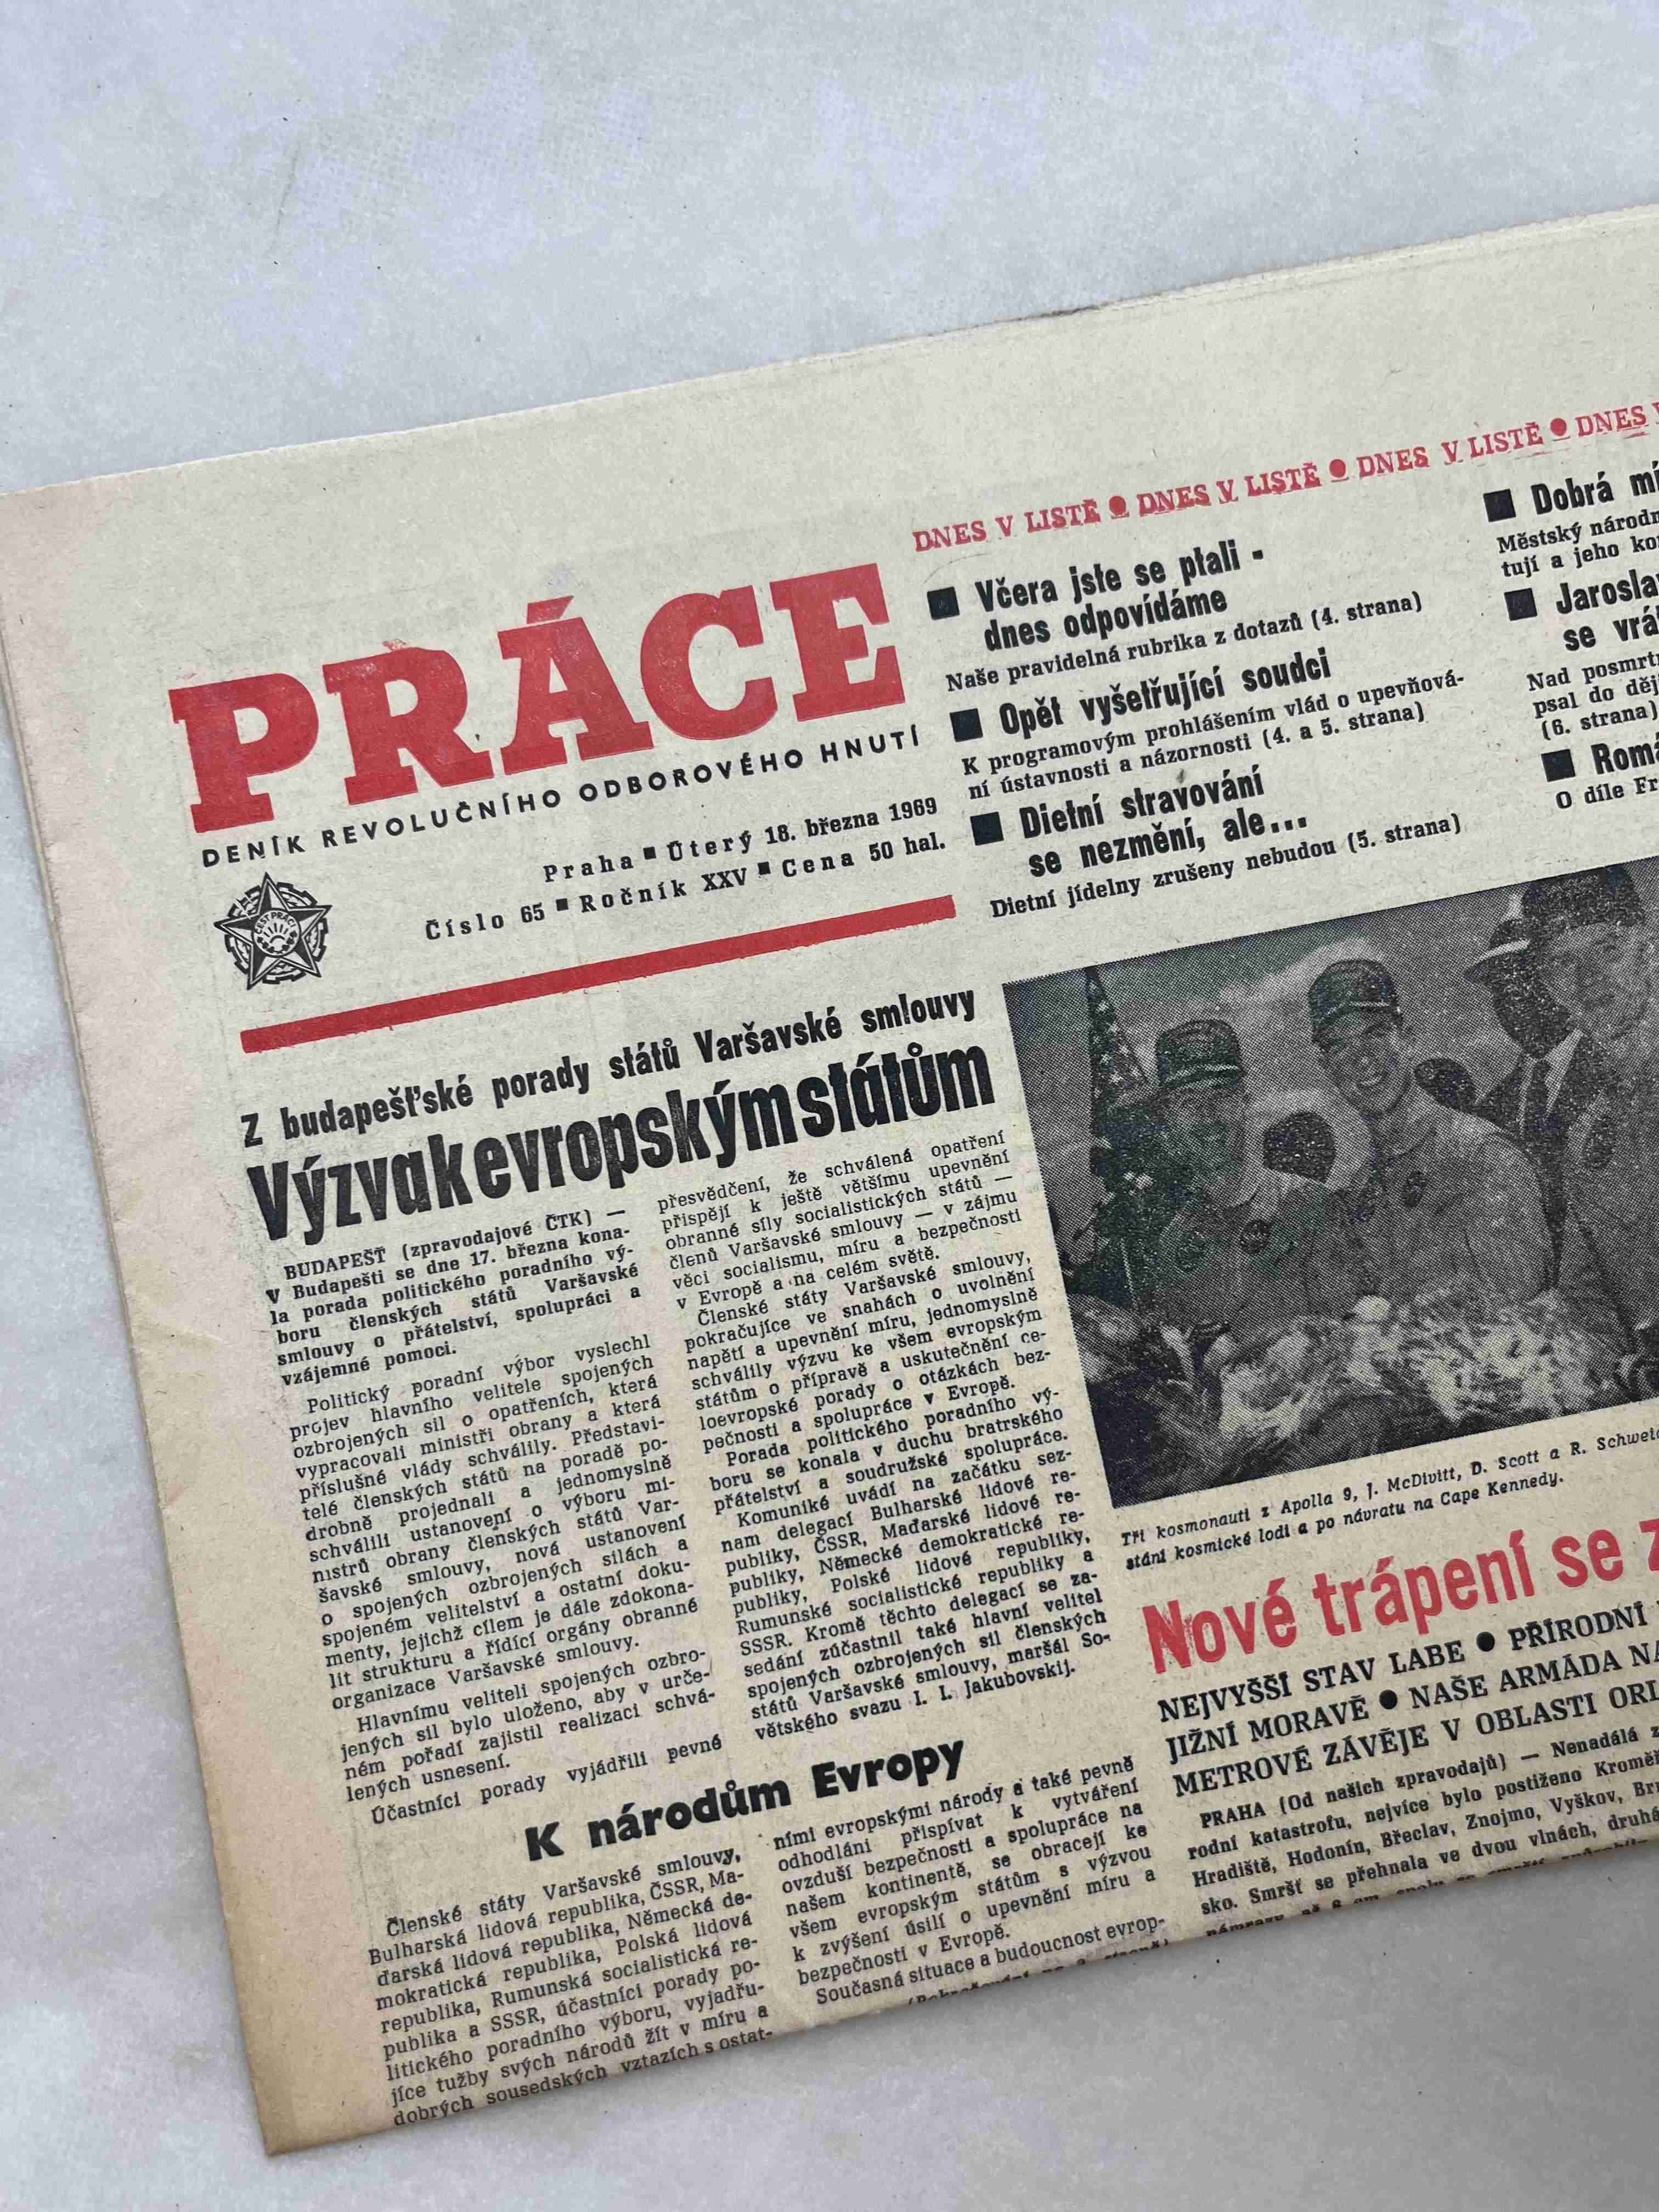 DNES V LISTĚ ● DNES V LISTĚ ● DNES V LISTĚ ● DNES V
PRÁCE
DENÍK REVOLUČNÍHO ODBOROVÉHO HNUTÍ
Praha ■ Úterý 18. března 1969
Číslo 65 ■ Ročník XXV ■ Cena 50 hal.
ČEST PRÁCI
■ Včera jste se ptali -
dnes odpovídáme
Naše pravidelná rubrika z dotazů (4. strana)
■ Opět vyšetřující soudci
K programovým prohlášením vlád o upevňová-
ní ústavnosti a názornosti (4. a 5. strana)
■ Dietní stravování
se nezmění, ale...
Dietní jídelny zrušeny nebudou (5. strana)
■ Dobrá
Městský
tují a jeho
■
se
Nad
psal do
(6. strana)
■
O díle
Z budapešťské porady států Varšavské smlouvy
Výzva k evropským státům
BUDAPEŠŤ (zpravodajové ČTK) —
V Budapešti se dne 17. března kona-
la porada politického poradního vý-
boru členských států Varšavské
smlouvy o přátelství, spolupráci a
vzájemné pomoci.
Politický poradní výbor vyslechl
projev hlavního velitele spojených
ozbrojených sil o opatřeních, která
vypracovali ministři obrany a která
příslušné vlády schválily. Představi-
telé členských států na poradě po-
drobně projednali a jednomyslně
schválili ustanovení o výboru mi-
nistrů obrany členských států Var-
šavské smlouvy, nová ustanovení
o spojených ozbrojených silách a
spojeném velitelství a ostatní doku-
menty, jejichž cílem je dále zdokona-
lit strukturu a řídící orgány obranné
organizace Varšavské smlouvy.
Hlavnímu veliteli spojených ozbro-
jených sil bylo uloženo, aby v urče-
ném pořadí zajistil realizaci schvá-
lených usnesení.
Účastníci porady vyjádřili pevné
přesvědčení, že schválená opatření
přispějí k ještě většímu upevnění
obranné síly socialistických států —
členů Varšavské smlouvy — v zájmu
věci socialismu, míru a bezpečnosti
v Evropě a na celém světě.
Členské státy Varšavské smlouvy,
pokračujíce ve snahách o uvolnění
napětí a upevnění míru, jednomyslně
schválily výzvu ke všem evropským
státům o přípravě a uskutečnění ce-
loevropské porady o otázkách bez-
pečnosti a spolupráce v Evropě.
Porada politického poradního vý-
boru se konala v duchu bratrského
přátelství a soudružské spolupráce.
Komuniké uvádí na začátku sez-
nam delegací Bulharské lidové re-
publiky, ČSSR, Maďarské lidové re-
publiky, Německé demokratické re-
publiky, Polské lidové republiky,
Rumunské socialistické republiky a
SSSR. Kromě těchto delegací se za-
sedání zúčastnil také hlavní velitel
spojených ozbrojených sil členských
států Varšavské smlouvy, maršál So-
větského svazu I. I. Jakubovskij.
K národům Evropy
Členské státy Varšavské smlouvy,
Bulharská lidová republika, ČSSR, Ma-
ďarská lidová republika, Německá de-
mokratická republika, Polská lidová
republika, Rumunská socialistická re-
publika a SSSR, účastníci porady po-
litického poradního výboru, vyjadřu-
jíce tužby svých národů žít v míru a
dobrých sousedských vztazích s ostat-
ními evropskými národy a také pevně
odhodláni přispívat k vytváření
ovzduší bezpečnosti a spolupráce na
našem kontinentě, se obracejí ke
všem evropským státům s výzvou
k zvýšení úsilí o upevnění míru a
bezpečnosti v Evropě.
Současná situace a budoucnost evrop-
Tři kosmonauti z Apolla 9, J. McDivitt, D. Scott a R.
stání kosmické lodi a po návratu na Cape Kennedy.
Nové trápení se
NEJVYŠŠÍ STAV LABE ● PŘÍRODNÍ
JIŽNÍ MORAVĚ ● NAŠE ARMÁDA
METROVÉ ZÁVĚJE V OBLASTI
PRAHA (Od našich zpravodajů) — Nenadálá
rodní katastrofu, nejvíce bylo postiženo
Hradiště, Hodonín, Břeclav, Znojmo, Vyškov,
sko. Smršť se přehnala ve dvou vlnách,